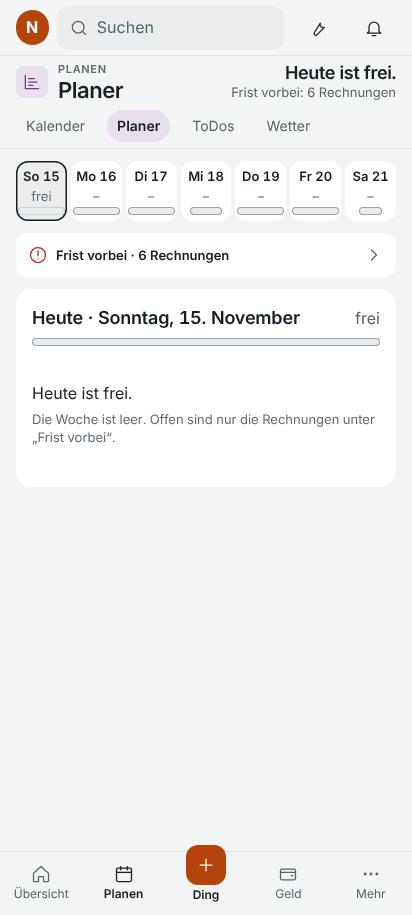 N
Suchen
PLANEN
Planer
Heute ist frei.
Frist vorbei: 6 Rechnungen
Kalender
Planer
ToDos
Wetter
So 15
frei
Mo 16
–
Di 17
–
Mi 18
–
Do 19
–
Fr 20
–
Sa 21
–
Frist vorbei · 6 Rechnungen
Heute · Sonntag, 15. November
frei
Heute ist frei.
Die Woche ist leer. Offen sind nur die Rechnungen unter
„Frist vorbei“.
Übersicht
Planen
Ding
Geld
Mehr